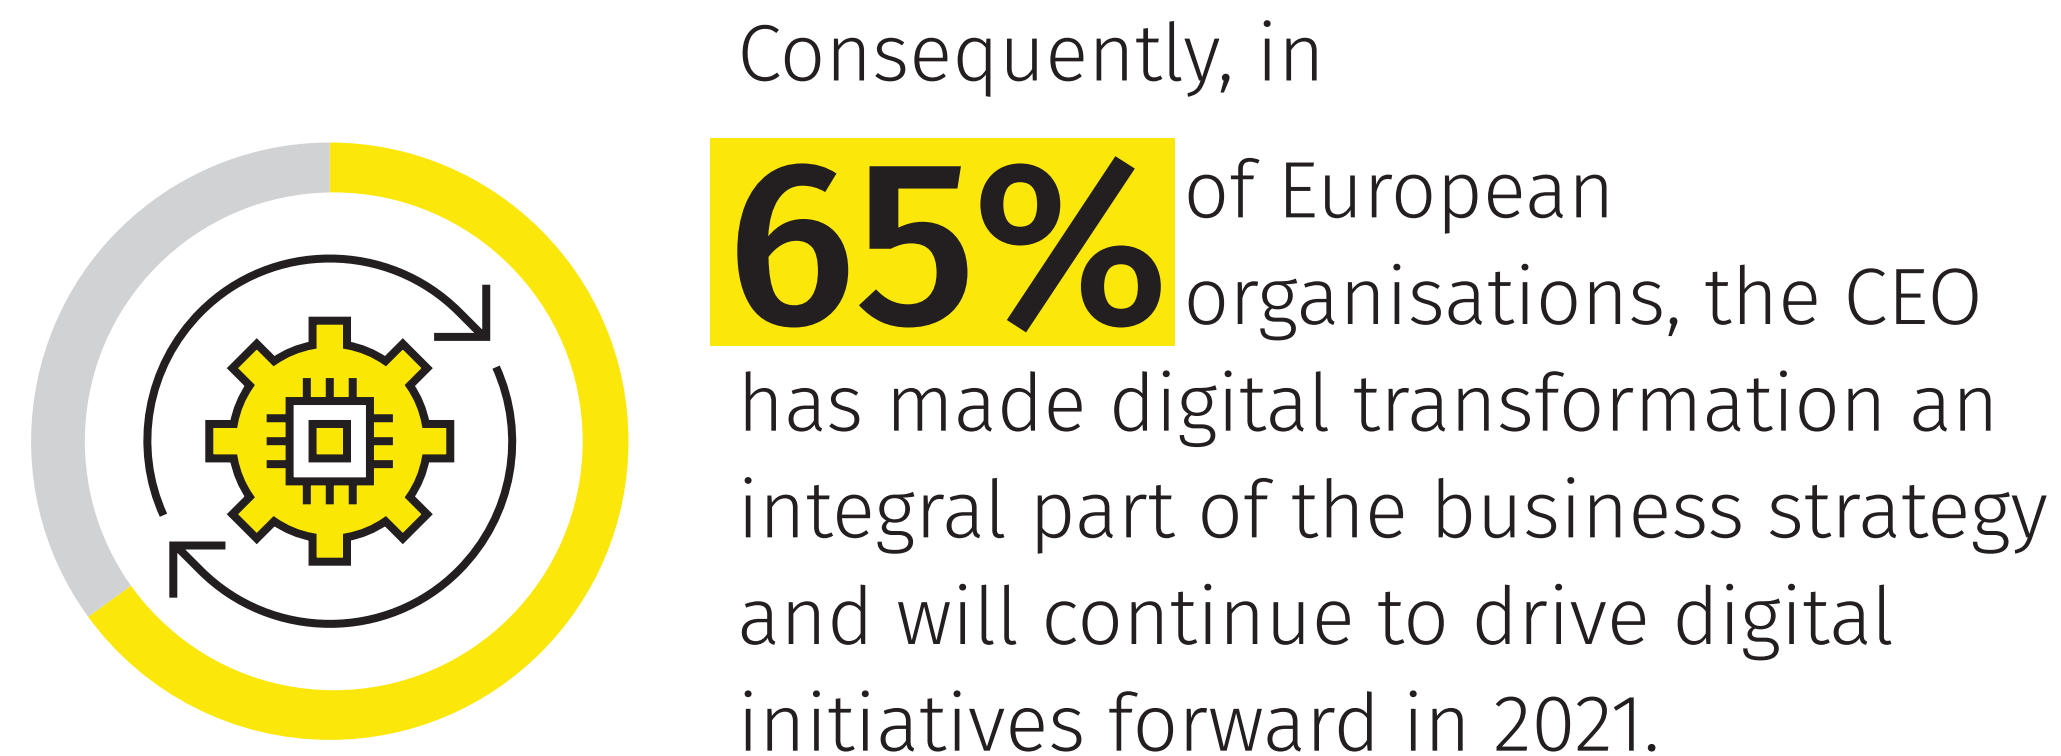 Consequently, in
65% of European
organisations, the CEO
has made digital transformation an
integral part of the business strategy
and will continue to drive digital
initiatives forward in 2021.